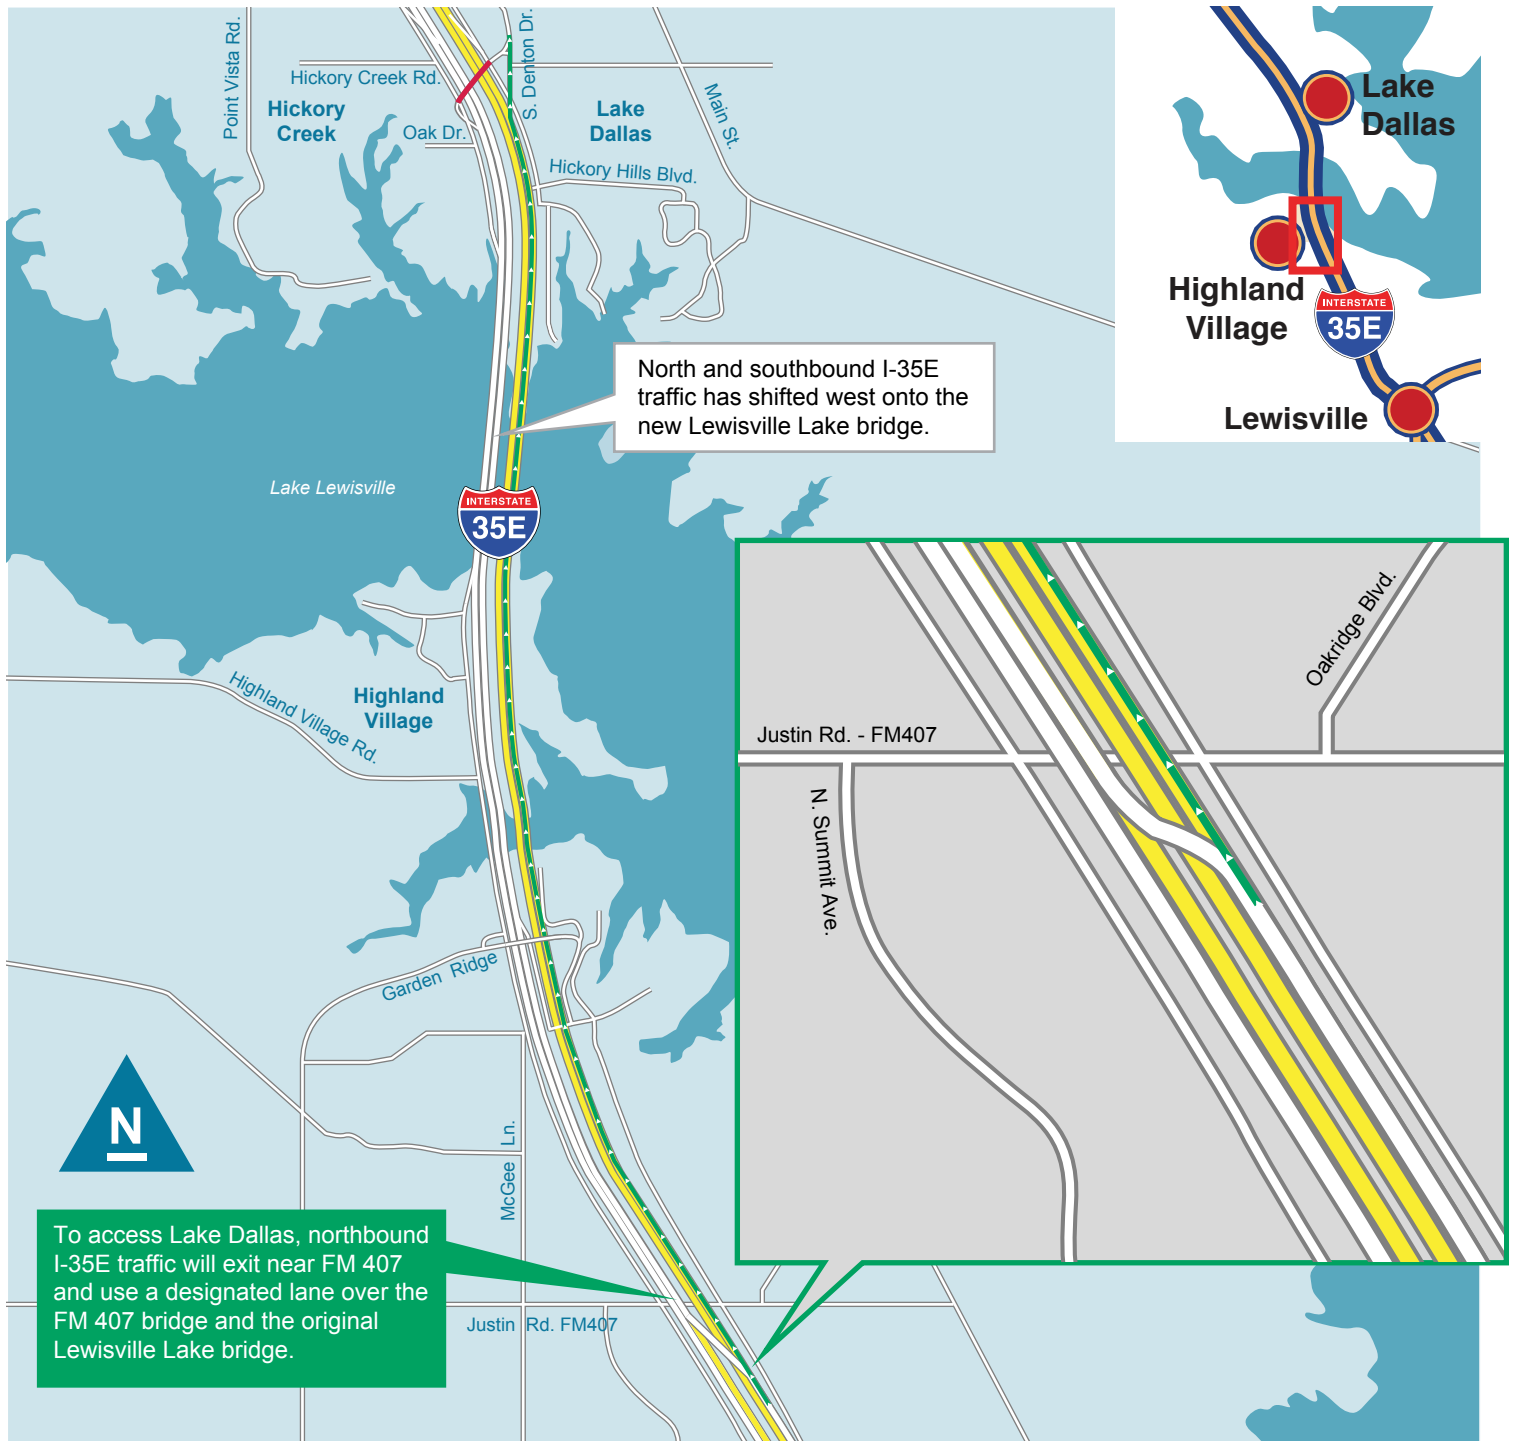 Point Vista Rd.
Hickory Creek Rd.
Hickory
Creek
Oak Dr.
S. Denton Dr.
Lake
Dallas
Main St.
Hickory Hills Blvd.
Lake
Dallas
Highland
Village
INTERSTATE
35E
Lewisville
North and southbound I-35E
traffic has shifted west onto the
new Lewisville Lake bridge.
Lake Lewisville
INTERSTATE
35E
Highland
Village
Highland Village Rd.
Oakridge Blvd.
Justin Rd. - FM407
N. Summit Ave.
Garden Ridge
N
McGee Ln.
To access Lake Dallas, northbound
I-35E traffic will exit near FM 407
and use a designated lane over the
FM 407 bridge and the original
Lewisville Lake bridge.
Justin Rd. FM407